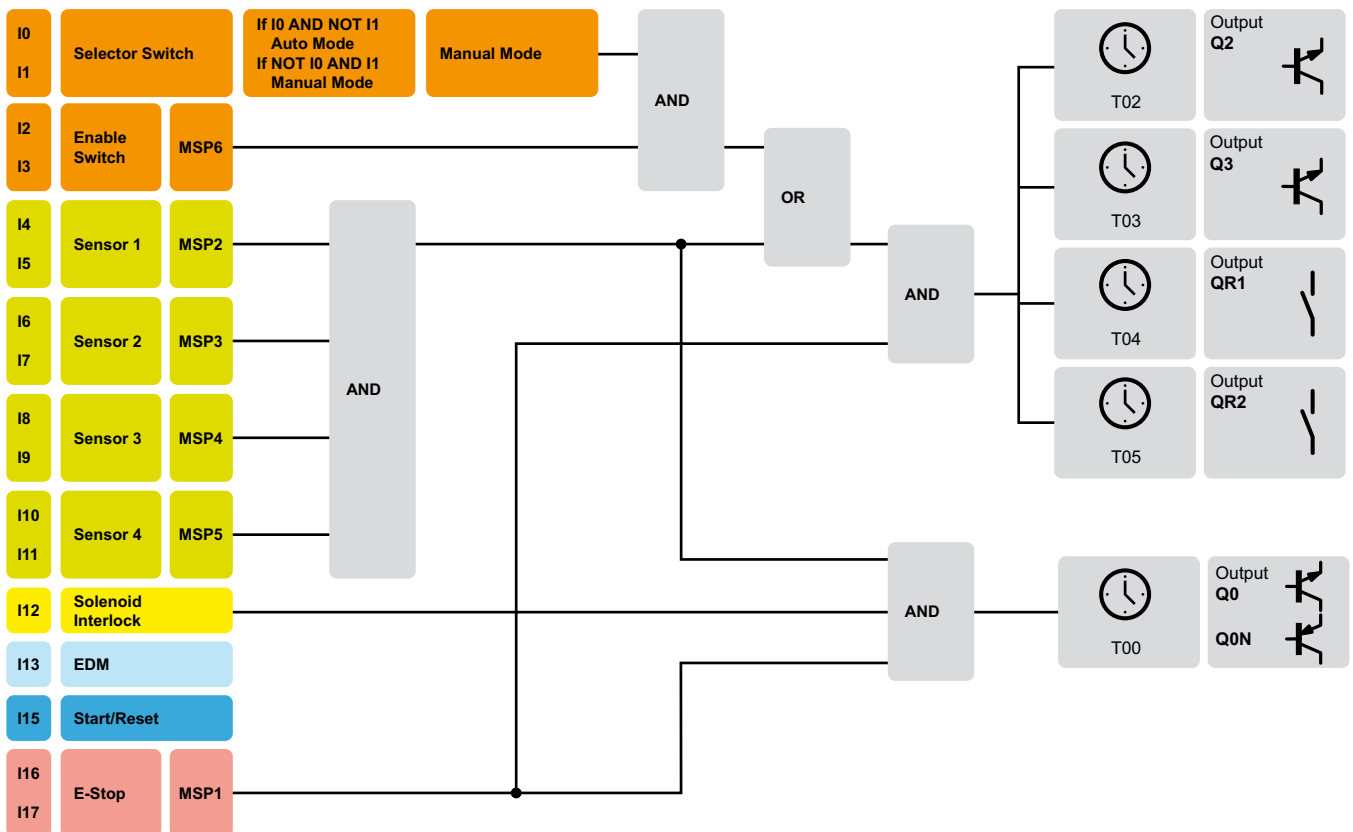 I0
I1
Selector Switch
If I0 AND NOT I1
Auto Mode
If NOT I0 AND I1
Manual Mode
Manual Mode
AND
I2
I3
Enable
Switch
MSP6
OR
I4
I5
Sensor 1
MSP2
I6
I7
Sensor 2
MSP3
AND
I8
I9
Sensor 3
MSP4
I10
I11
Sensor 4
MSP5
AND
I12
Solenoid
Interlock
AND
I13
EDM
I15
Start/Reset
I16
I17
E-Stop
MSP1
T02
Output
Q2
T03
Output
Q3
T04
Output
QR1
T05
Output
QR2
T00
Output
Q0
Q0N